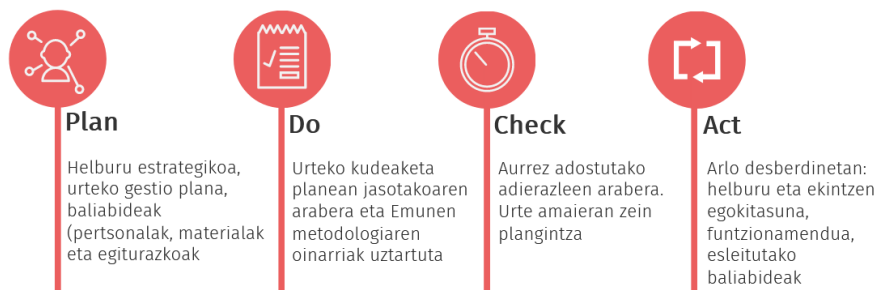 Plan
Helburu estrategikoa,
urteko gestio plana,
baliabideak
(pertsonalak, materialak
eta egiturazkoak
Do
Urteko kudeaketa
planean jasotakoaren
arabera eta Emunen
metodologiaren
oinarriak uztartuta
Check
Aurrez adostutako
adierazleen arabera.
Urte amaieran zein
plangintza
Act
Arlo desberdinetan:
helburu eta ekintzen
egokitasuna,
funtzionamendua,
esleitutako
baliabideak